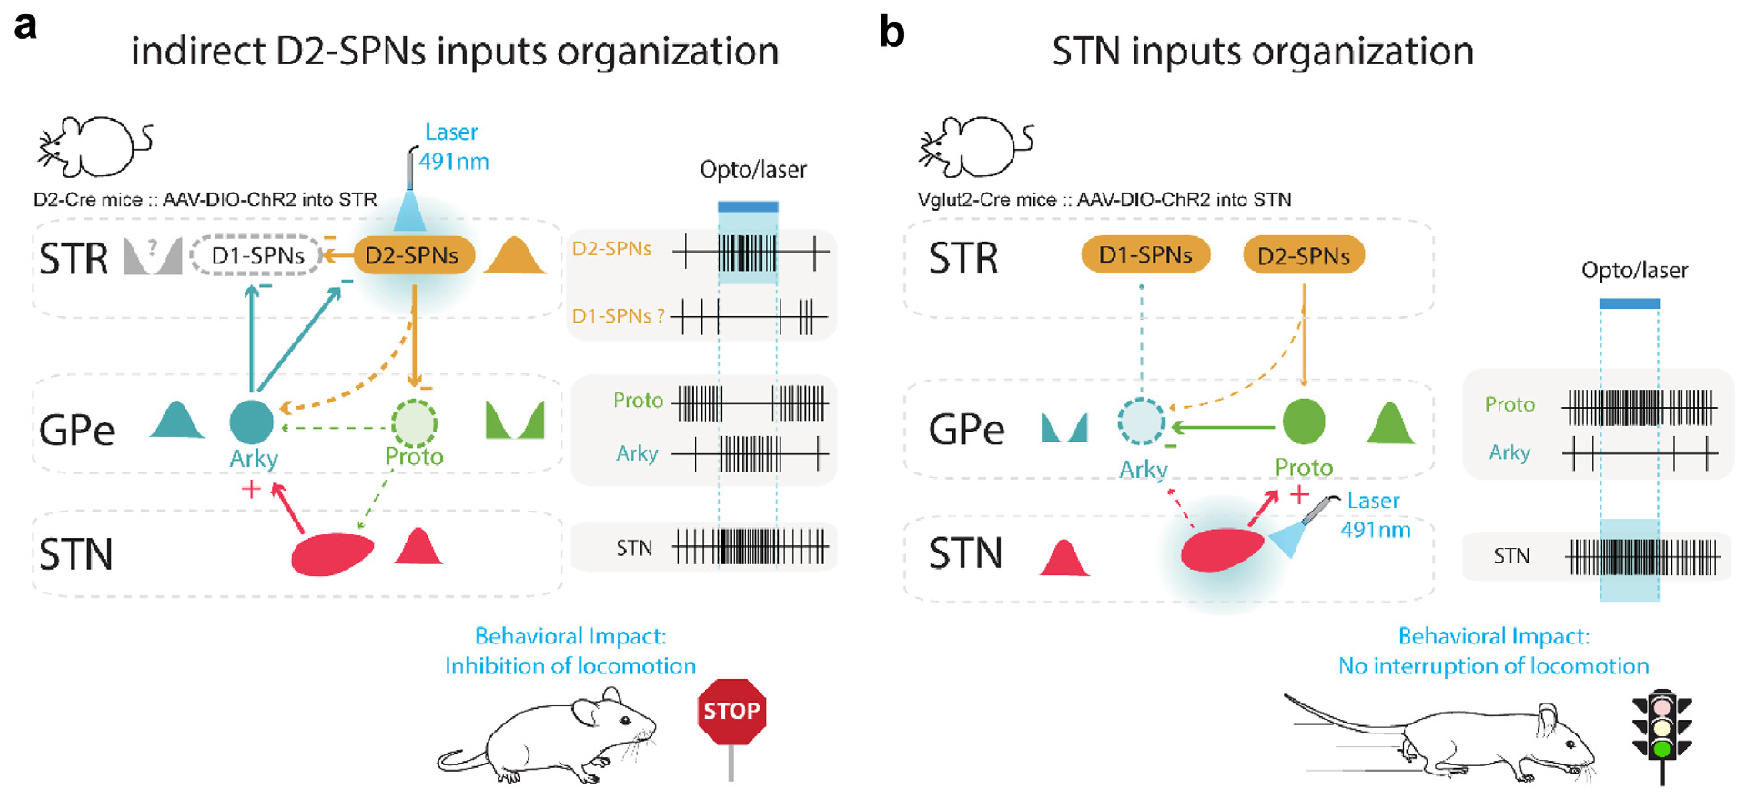 a
indirect D2-SPNs inputs organization
Laser
491nm
Opto/laser
D2-Cre mice :: AAV-DIO-ChR2 into STR
STR
?
D1-SPNs
−
D2-SPNs
−
−
D2-SPNs
D1-SPNs ?
−
GPe
Arky
Proto
+
Proto
Arky
STN
STN
Behavioral Impact:
Inhibition of locomotion
STOP
b
STN inputs organization
Vglut2-Cre mice :: AAV-DIO-ChR2 into STN
STR
D1-SPNs
D2-SPNs
Opto/laser
GPe
−
Arky
Proto
+
Proto
Arky
Laser
491nm
STN
STN
Behavioral Impact:
No interruption of locomotion